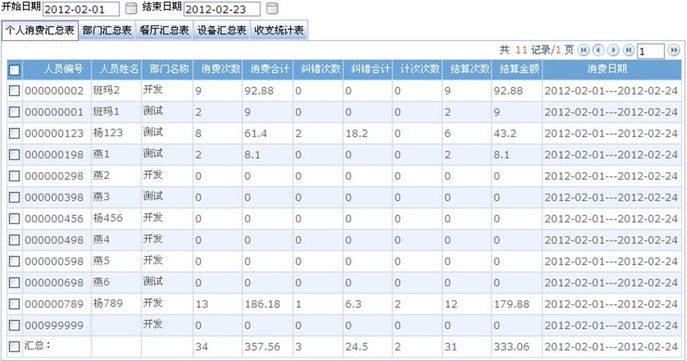 开始日期 2012-02-01 结束日期 2012-02-23
个人消费汇总表 部门汇总表 餐厅汇总表 设备汇总表 收支统计表
共 11 记录/1 页 1
人员编号 人员姓名 部门名称 消费次数 消费合计 纠错次数 纠错合计 计次次数 结算次数 结算金额 消费日期
000000002 班玛2 开发 9 92.88 0 0 0 9 92.88 2012-02-01---2012-02-24
000000001 班玛1 测试 2 9 0 0 0 2 9 2012-02-01---2012-02-24
000000123 杨123 测试 8 61.4 2 18.2 0 6 43.2 2012-02-01---2012-02-24
000000198 燕1 测试 2 8.1 0 0 0 2 8.1 2012-02-01---2012-02-24
000000298 燕2 开发 0 0 0 0 0 0 0 2012-02-01---2012-02-24
000000398 燕3 测试 0 0 0 0 0 0 0 2012-02-01---2012-02-24
000000456 杨456 开发 0 0 0 0 0 0 0 2012-02-01---2012-02-24
000000498 燕4 开发 0 0 0 0 0 0 0 2012-02-01---2012-02-24
000000598 燕5 开发 0 0 0 0 0 0 0 2012-02-01---2012-02-24
000000698 燕6 测试 0 0 0 0 0 0 0 2012-02-01---2012-02-24
000000789 杨789 开发 13 186.18 1 6.3 2 12 179.88 2012-02-01---2012-02-24
000999999 开发 0 0 0 0 0 0 0 2012-02-01---2012-02-24
汇总： 34 357.56 3 24.5 2 31 333.06 2012-02-01---2012-02-24